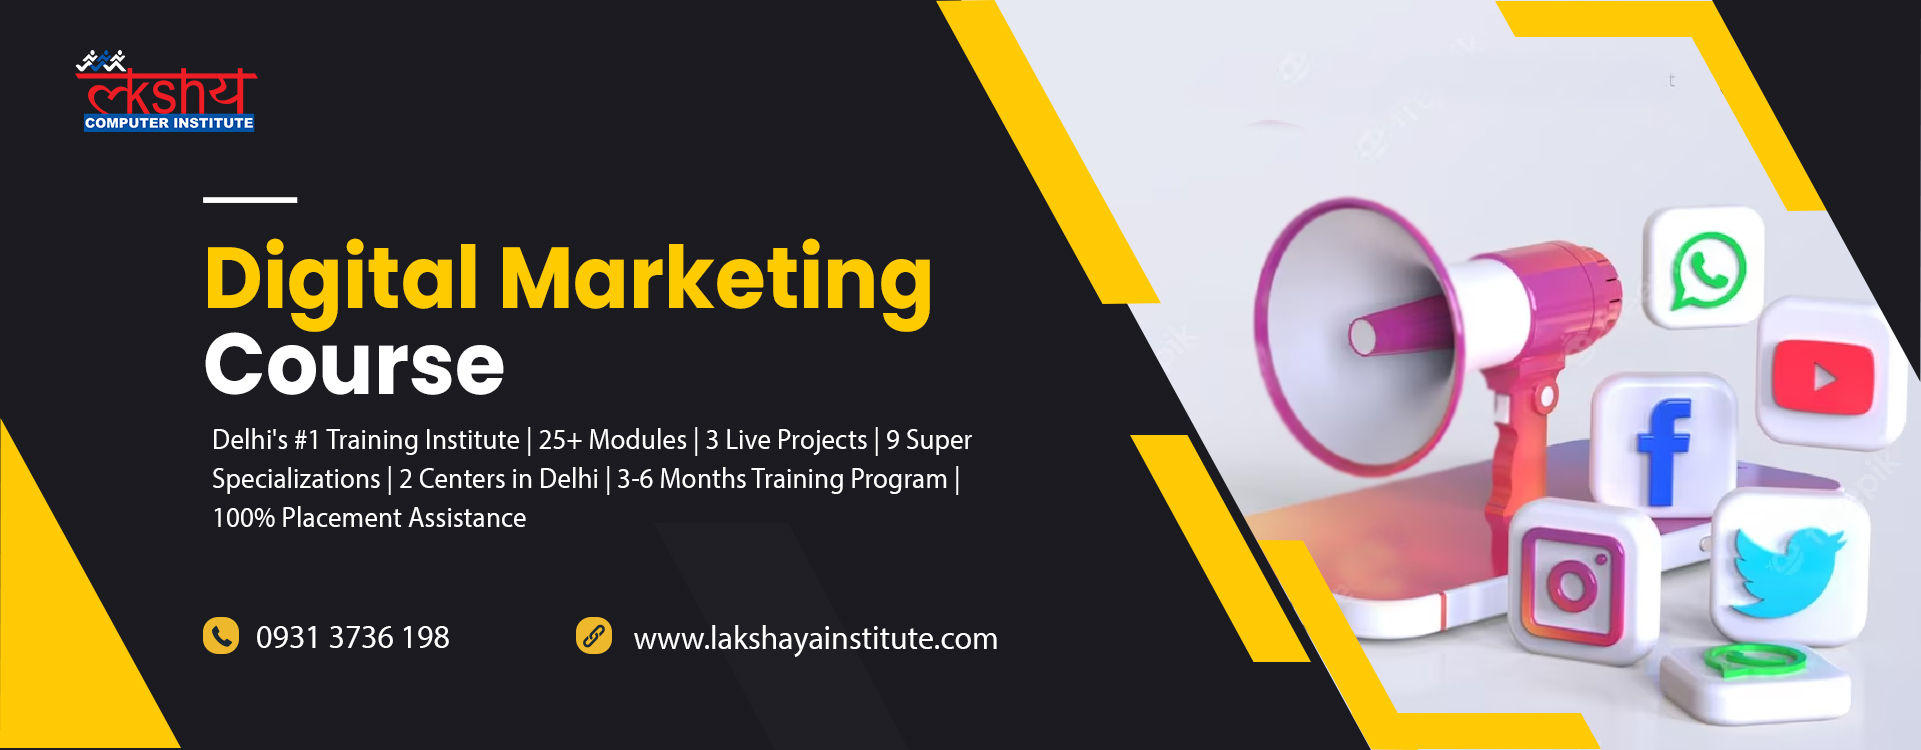 लkshय
COMPUTER INSTITUTE
Digital Marketing
Course
Delhi's #1 Training Institute | 25+ Modules | 3 Live Projects | 9 Super
Specializations | 2 Centers in Delhi | 3-6 Months Training Program |
100% Placement Assistance
0931 3736 198
www.lakshayainstitute.com
t